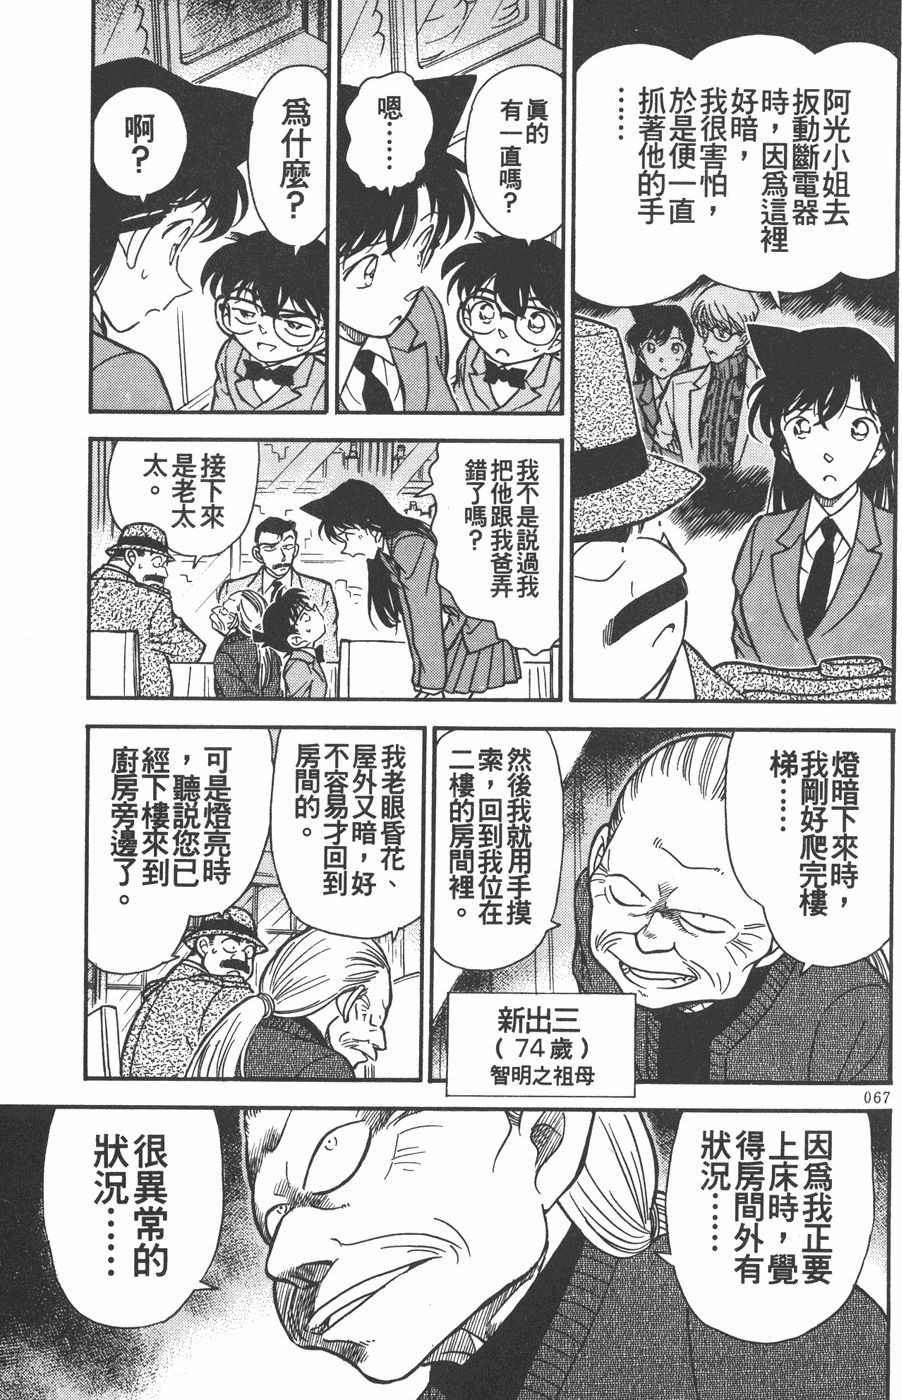 阿光小姐去
扳動斷電器
時，因爲這裡
好暗，
我很害怕，
於是便一直
抓著他的手
……
真的
有一直嗎？
嗯……
爲什麼？
啊？
我不是說過我
把他跟我爸弄
錯了嗎？
接下來
是老太
太。
燈暗下來時，
我剛好爬完樓
梯……
然後我就用手摸
索，回到我位在
二樓的房間裡。
新出三
（74歲）
智明之祖母
我老眼昏花、
屋外又暗，好
不容易才回到
房間的。
可是燈亮時
，聽說您已
經下樓來到
廚房旁邊了。
067
因爲我正要
上床時，覺
得房間外有
狀況……
很異常的
狀況……